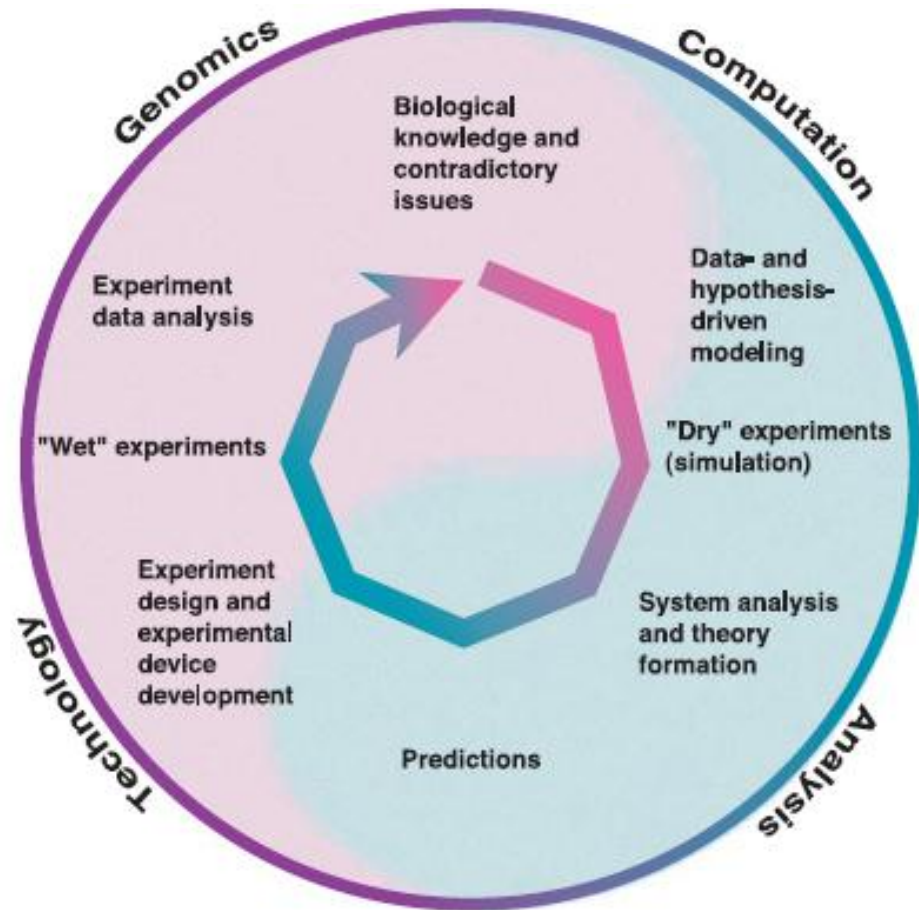 Genomics
Computation
Biological
knowledge and
contradictory
issues
Data- and
hypothesis-
driven
modeling
"Dry" experiments
(simulation)
System analysis
and theory
formation
Predictions
Experiment
design and
experimental
device
development
"Wet" experiments
Experiment
data analysis
Technology
Analysis